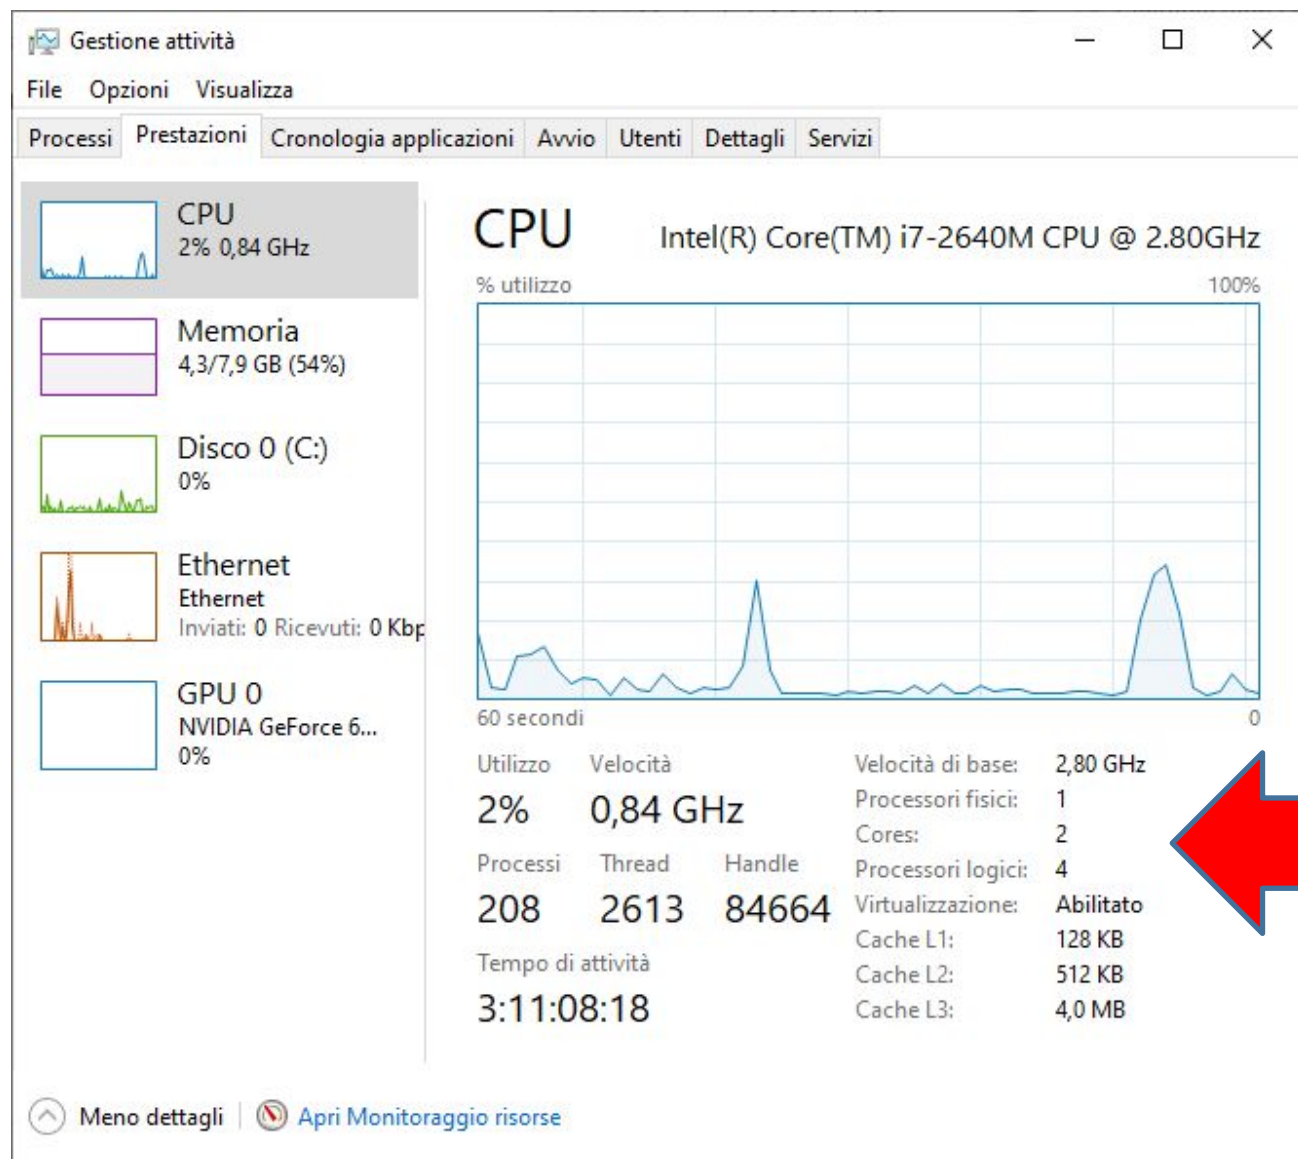 Gestione attività
File Opzioni Visualizza
Processi Prestazioni Cronologia applicazioni Avvio Utenti Dettagli Servizi
CPU
2% 0,84 GHz
Memoria
4,3/7,9 GB (54%)
Disco 0 (C:)
0%
Ethernet
Ethernet
Inviati: 0 Ricevuti: 0 Kbp
GPU 0
NVIDIA GeForce 6...
0%
CPU Intel(R) Core(TM) i7-2640M CPU @ 2.80GHz
% utilizzo 100%
60 secondi 0
Utilizzo Velocità
2% 0,84 GHz
Processi Thread Handle
208 2613 84664
Tempo di attività
3:11:08:18
Velocità di base: 2,80 GHz
Processori fisici: 1
Cores: 2
Processori logici: 4
Virtualizzazione: Abilitato
Cache L1: 128 KB
Cache L2: 512 KB
Cache L3: 4,0 MB
Meno dettagli Apri Monitoraggio risorse